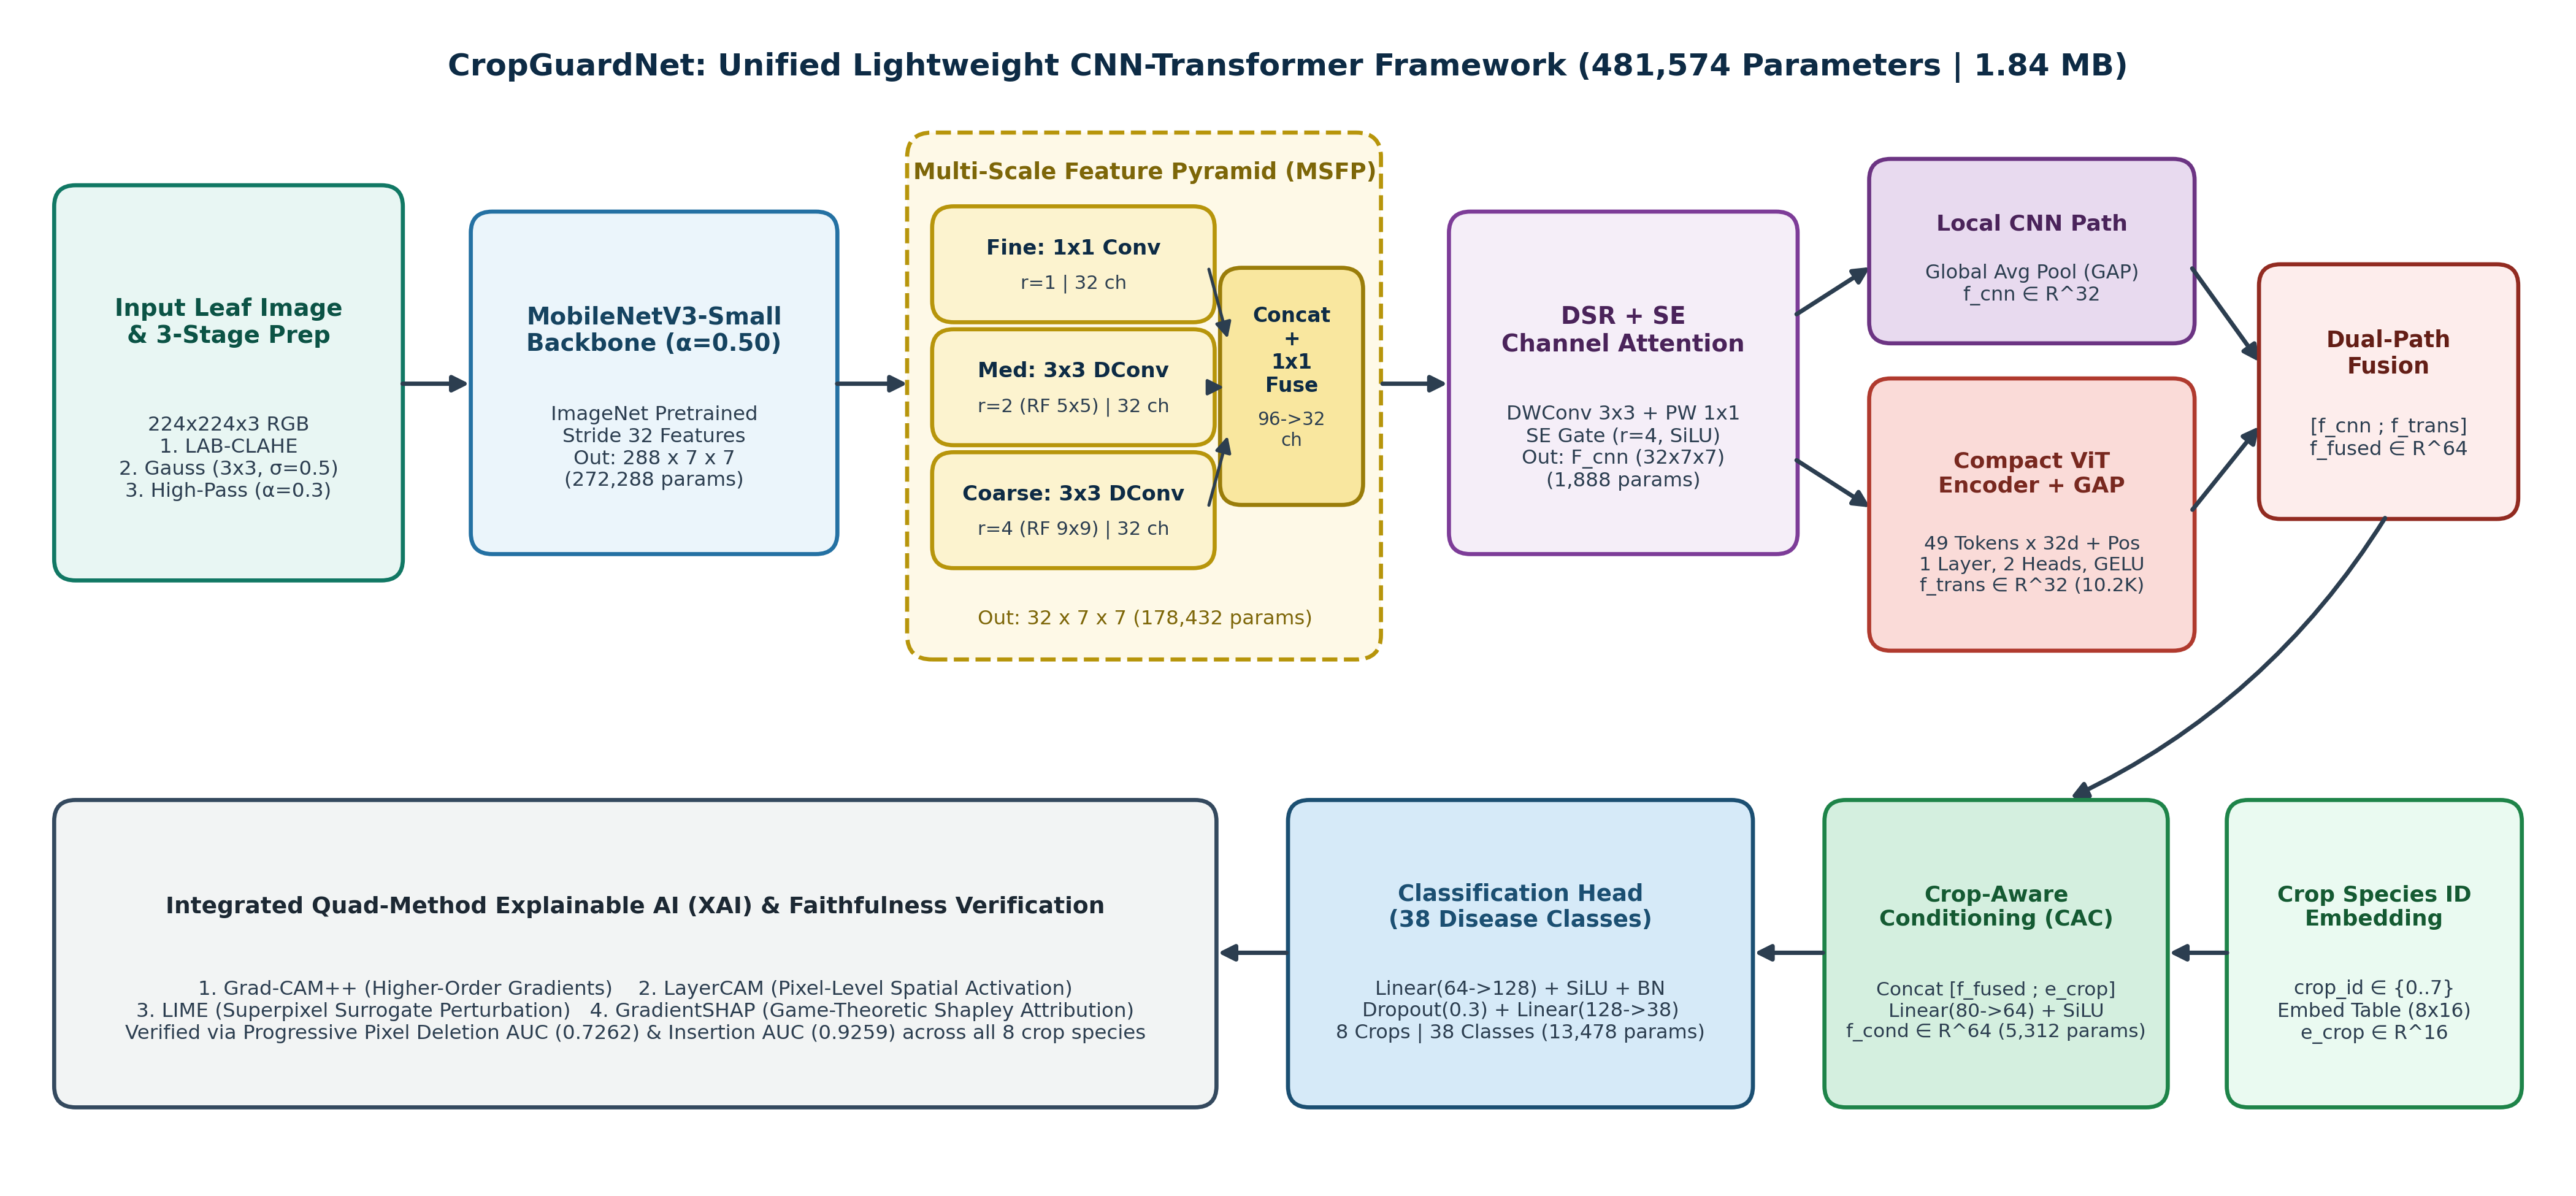 CropGuardNet: Unified Lightweight CNN-Transformer Framework (481,574 Parameters | 1.84 MB)
Input Leaf Image
& 3-Stage Prep
224x224x3 RGB
1. LAB-CLAHE
2. Gauss (3x3, σ=0.5)
3. High-Pass (α=0.3)
MobileNetV3-Small
Backbone (α=0.50)
ImageNet Pretrained
Stride 32 Features
Out: 288 x 7 x 7
(272,288 params)
Multi-Scale Feature Pyramid (MSFP)
Fine: 1x1 Conv
r=1 | 32 ch
Med: 3x3 DConv
r=2 (RF 5x5) | 32 ch
Coarse: 3x3 DConv
r=4 (RF 9x9) | 32 ch
Concat
+
1x1
Fuse
96->32
ch
Out: 32 x 7 x 7 (178,432 params)
DSR + SE
Channel Attention
DWConv 3x3 + PW 1x1
SE Gate (r=4, SiLU)
Out: F_cnn (32x7x7)
(1,888 params)
Local CNN Path
Global Avg Pool (GAP)
f_cnn ∈ R^32
Compact ViT
Encoder + GAP
49 Tokens x 32d + Pos
1 Layer, 2 Heads, GELU
f_trans ∈ R^32 (10.2K)
Dual-Path
Fusion
[f_cnn ; f_trans]
f_fused ∈ R^64
Integrated Quad-Method Explainable AI (XAI) & Faithfulness Verification
1. Grad-CAM++ (Higher-Order Gradients) 2. LayerCAM (Pixel-Level Spatial Activation)
3. LIME (Superpixel Surrogate Perturbation) 4. GradientSHAP (Game-Theoretic Shapley Attribution)
Verified via Progressive Pixel Deletion AUC (0.7262) & Insertion AUC (0.9259) across all 8 crop species
Classification Head
(38 Disease Classes)
Linear(64->128) + SiLU + BN
Dropout(0.3) + Linear(128->38)
8 Crops | 38 Classes (13,478 params)
Crop-Aware
Conditioning (CAC)
Concat [f_fused ; e_crop]
Linear(80->64) + SiLU
f_cond ∈ R^64 (5,312 params)
Crop Species ID
Embedding
crop_id ∈ {0..7}
Embed Table (8x16)
e_crop ∈ R^16